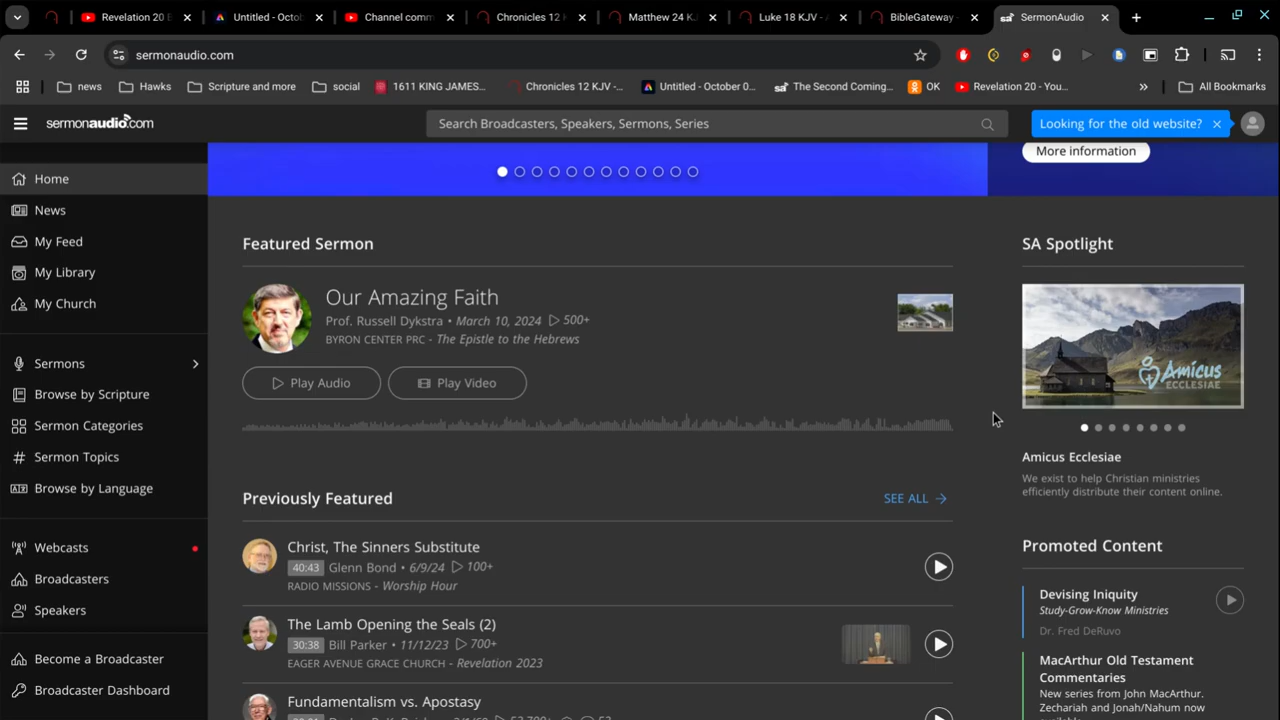 Revelation 20 E
Untitled - Octob
Channel comm
Chronicles 12 K
Matthew 24 KJ
Luke 18 KJV - A
BibleGateway -
SermonAudio
sermonaudio.com
news
Hawks
Scripture and more
social
1611 KING JAMES...
Chronicles 12 KJV -...
Untitled - October 0...
The Second Coming...
OK
Revelation 20 - You...
All Bookmarks
sermonaudio.com
Search Broadcasters, Speakers, Sermons, Series
Looking for the old website?
More information
Home
News
My Feed
My Library
My Church
Sermons
Browse by Scripture
Sermon Categories
Sermon Topics
Browse by Language
Webcasts
Broadcasters
Speakers
Become a Broadcaster
Broadcaster Dashboard
Featured Sermon
Our Amazing Faith
Prof. Russell Dykstra • March 10, 2024 500+
BYRON CENTER PRC - The Epistle to the Hebrews
Play Audio
Play Video
Previously Featured
SEE ALL
Christ, The Sinners Substitute
40:43 Glenn Bond • 6/9/24 100+
RADIO MISSIONS - Worship Hour
The Lamb Opening the Seals (2)
30:38 Bill Parker • 11/12/23 700+
EAGER AVENUE GRACE CHURCH - Revelation 2023
Fundamentalism vs. Apostasy
SA Spotlight
Amicus
ECCLESIAE
Amicus Ecclesiae
We exist to help Christian ministries
efficiently distribute their content online.
Promoted Content
Devising Iniquity
Study-Grow-Know Ministries
Dr. Fred DeRuvo
MacArthur Old Testament
Commentaries
New series from John MacArthur.
Zechariah and Jonah/Nahum now